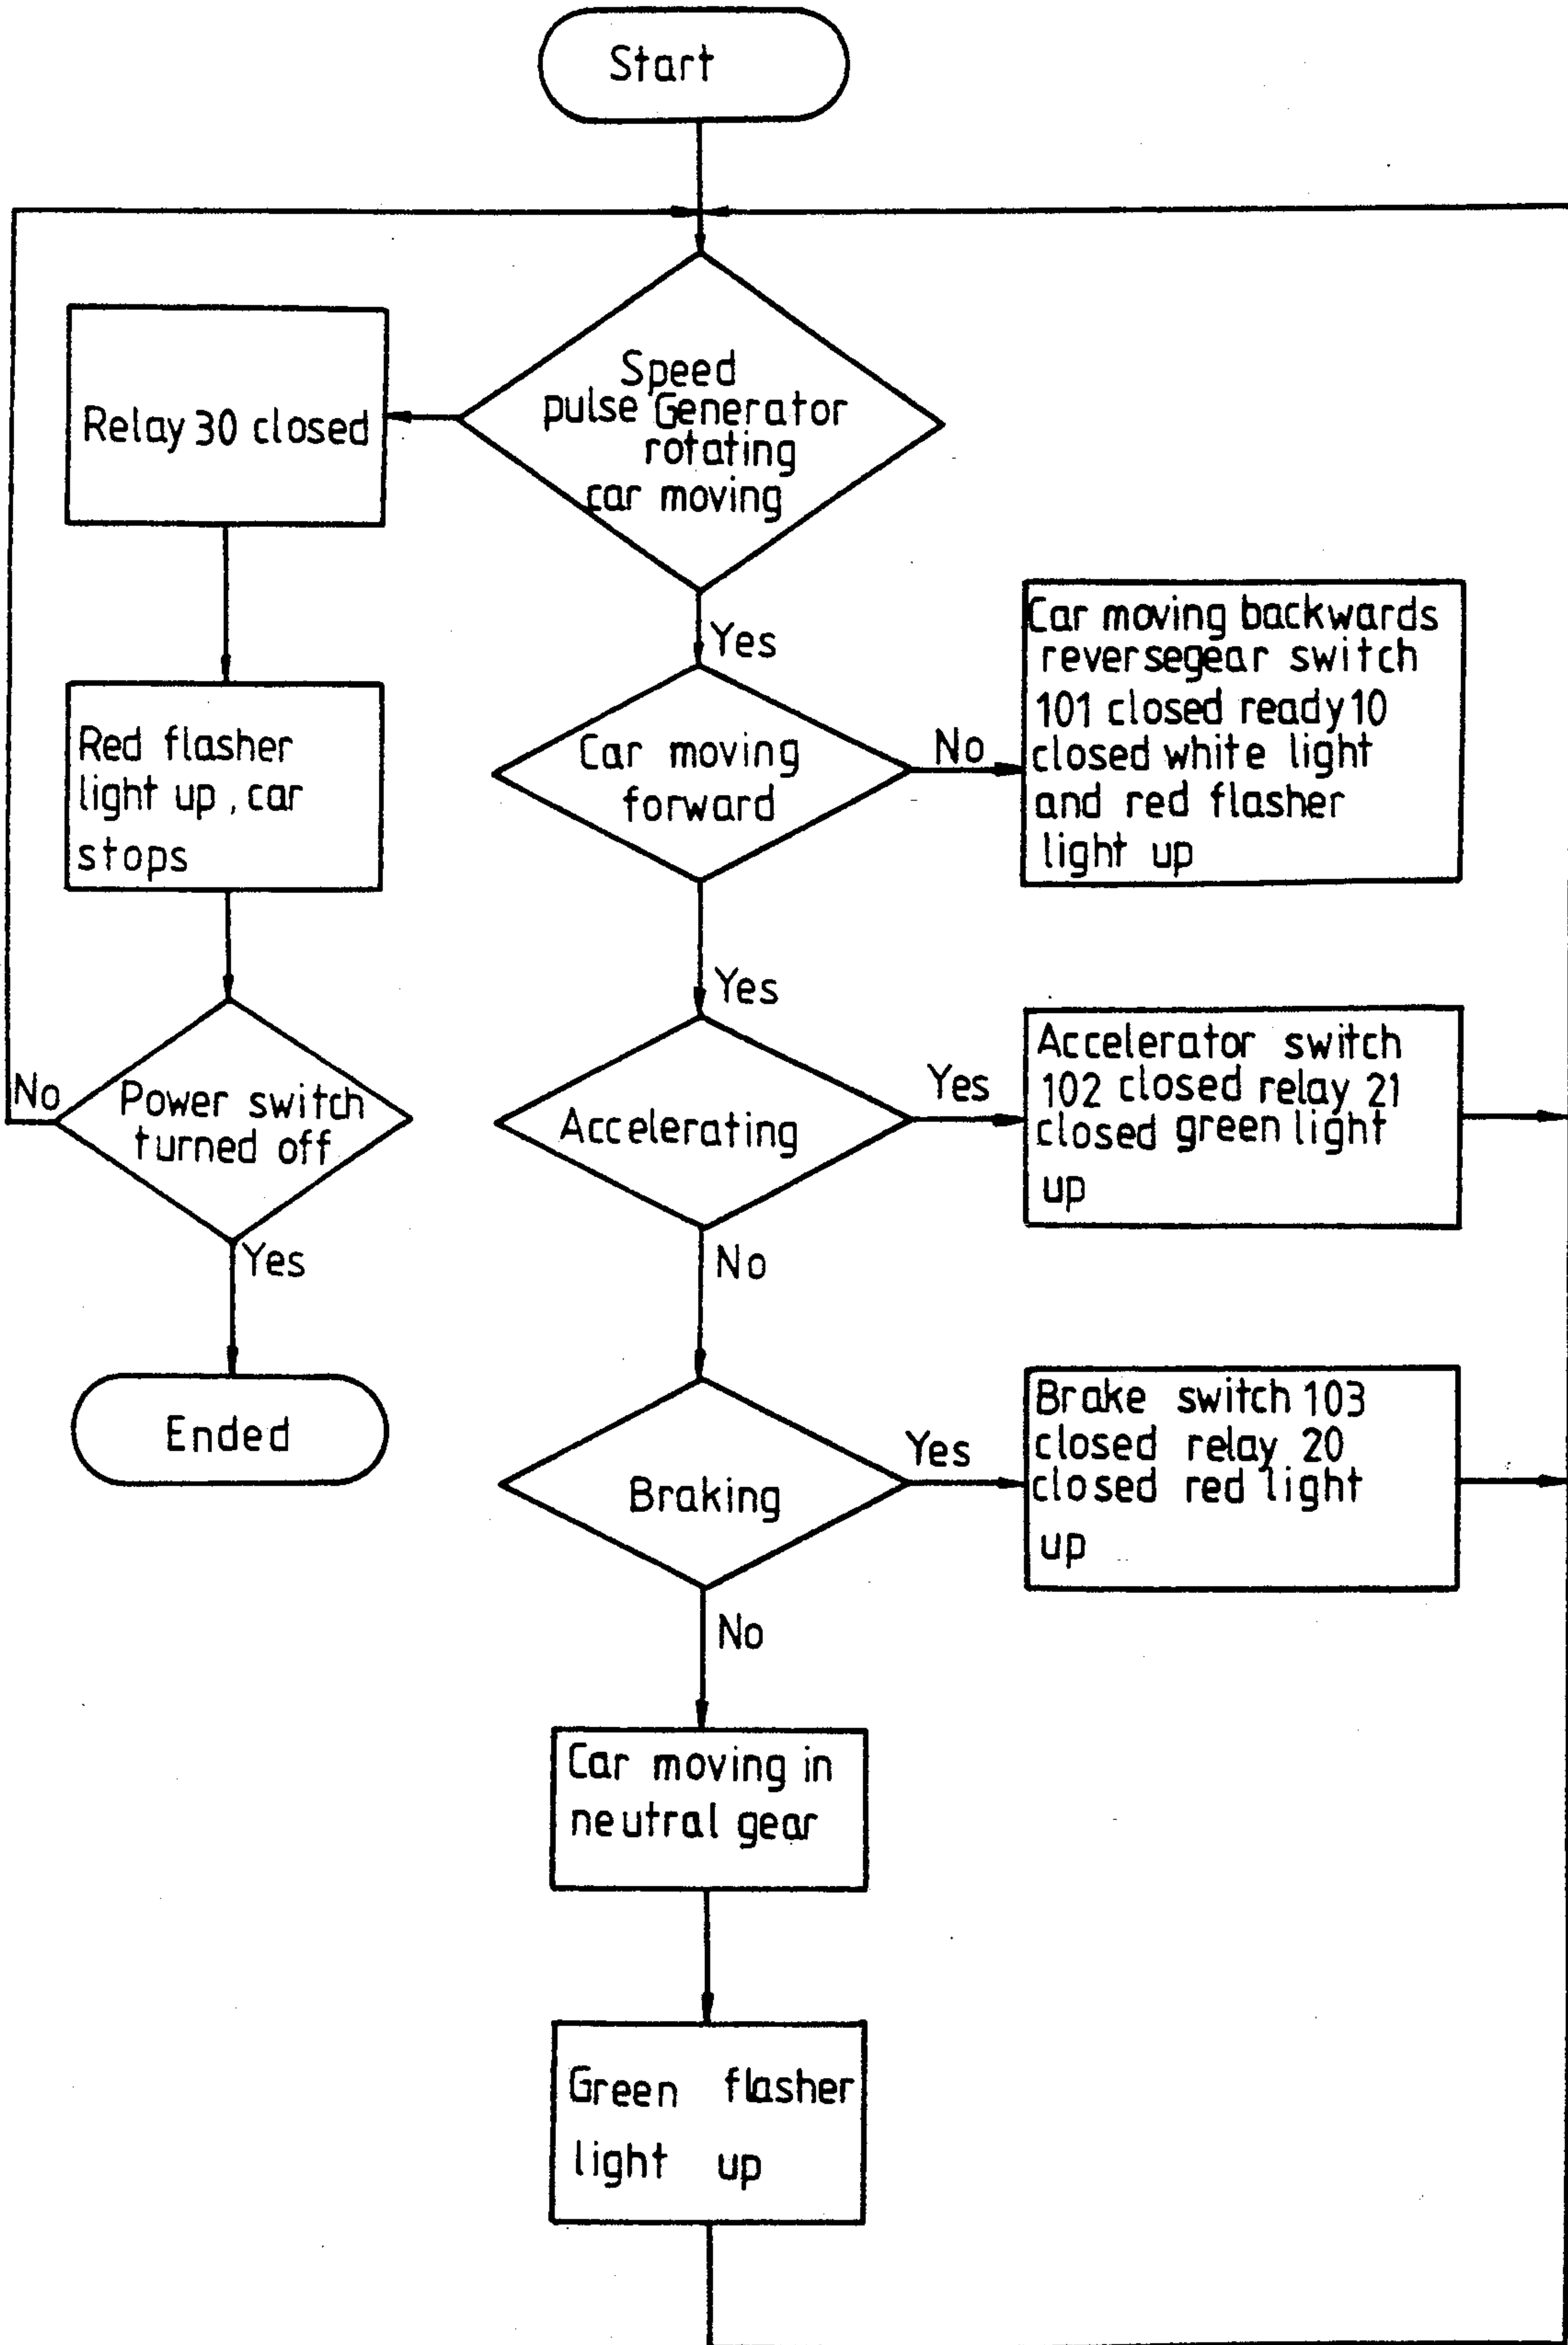 Start
Speed
pulse Generator
rotating
car moving
Relay 30 closed
Yes
Car moving backwards
reversegear switch
101 closed ready 10
closed white light
and red flasher
light up
Red flasher
light up, car
stops
Car moving
forward
No
Yes
Accelerator switch
102 closed relay 21
closed green light
up
Yes
No
Power switch
turned off
Accelerating
Yes
No
Brake switch 103
closed relay 20
closed red light
up
Ended
Yes
Braking
No
Car moving in
neutral gear
Green flasher
light up